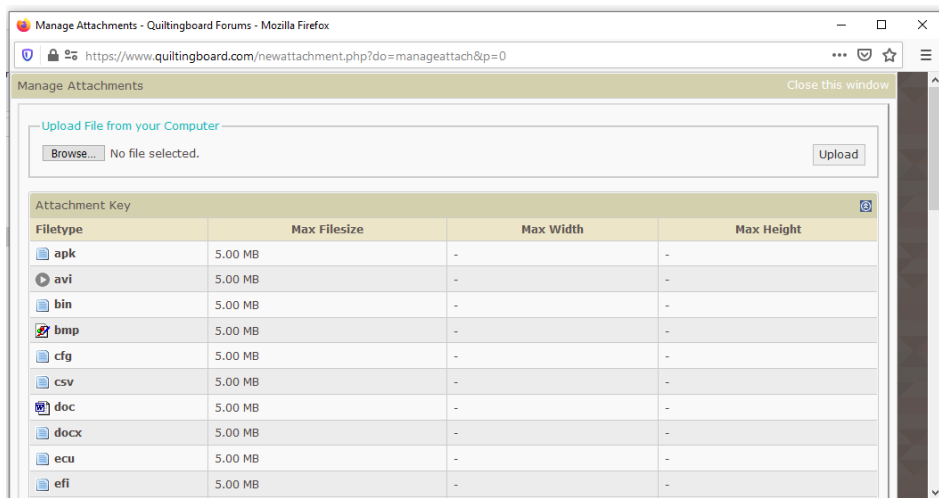 Manage Attachments - Quiltingboard Forums - Mozilla Firefox
https://www.quiltingboard.com/newattachment.php?do=manageattach&p=0
Manage Attachments Close this window
Upload File from your Computer
Browse... No file selected. Upload
Attachment Key
Filetype Max Filesize Max Width Max Height
apk 5.00 MB - -
avi 5.00 MB - -
bin 5.00 MB - -
bmp 5.00 MB - -
cfg 5.00 MB - -
csv 5.00 MB - -
doc 5.00 MB - -
docx 5.00 MB - -
ecu 5.00 MB - -
efi 5.00 MB - -